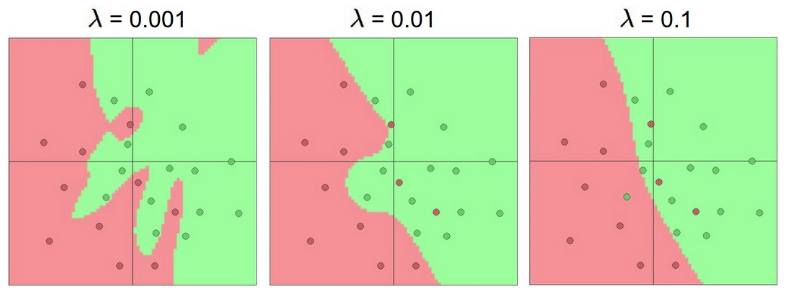 λ = 0.001
λ = 0.01
λ = 0.1